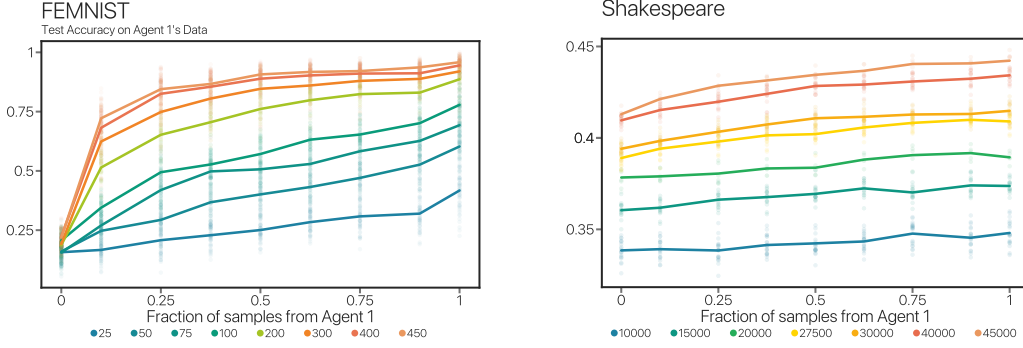 FEMNIST
Test Accuracy on Agent 1's Data
1
0.75
0.5
0.25
0 0.25 0.5 0.75 1
Fraction of samples from Agent 1
25 50 75 100 200 300 400 450
Shakespeare
0.45
0.4
0.35
0 0.25 0.5 0.75 1
Fraction of samples from Agent 1
10000 15000 20000 27500 30000 40000 45000